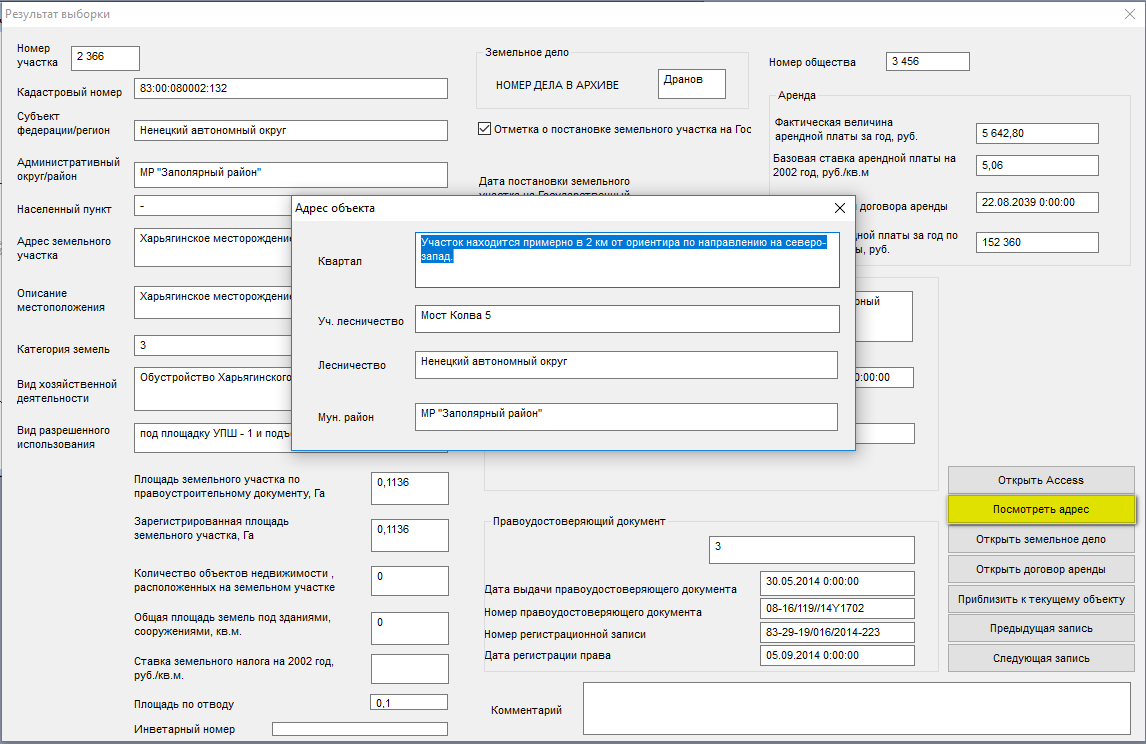 Результат выборки
Номер
участка
2 366
Кадастровый номер
83:00:080002:132
Субъект
федерации/регион
Ненецкий автономный округ
Административный
округ/район
МР "Заполярный район"
Населенный пункт
-
Адрес земельного
участка
Харьягинское месторождение
Описание
местоположения
Харьягинское месторождение
Категория земель
3
Вид хозяйственной
деятельности
Обустройство Харьягинского
Вид разрешенного
использования
под площадку УПШ - 1 и подъ
Площадь земельного участка по
правоустроительному документу, Га
0,1136
Зарегистрированная площадь
земельного участка, Га
0,1136
Количество объектов недвижимости ,
расположенных на земельном участке
0
Общая площадь земель под зданиями,
сооружениями, кв.м.
0
Ставка земельного налога на 2002 год,
руб./кв.м.
Площадь по отводу
0,1
Инветарный номер
Земельное дело
НОМЕР ДЕЛА В АРХИВЕ
Дранов
Отметка о постановке земельного участка на Гос
Дата постановки земельного
участка на Государственный
Номер общества
3 456
Аренда
Фактическая величина
арендной платы за год, руб.
5 642,80
Базовая ставка арендной платы на
2002 год, руб./кв.м
5,06
договора аренды
22.08.2039 0:00:00
ной платы за год по
ы, руб.
152 360
рный
0:00:00
Адрес объекта
Квартал
Участок находится примерно в 2 км от ориентира по направлению на северо-
запад.
Уч. лесничество
Мост Колва 5
Лесничество
Ненецкий автономный округ
Мун. район
МР "Заполярный район"
Правоудостоверяющий документ
3
Дата выдачи правоудостоверяющего документа
30.05.2014 0:00:00
Номер правоудостоверяющего документа
08-16/119//14Y1702
Номер регистрационной записи
83-29-19/016/2014-223
Дата регистрации права
05.09.2014 0:00:00
Комментарий
Открыть Access
Посмотреть адрес
Открыть земельное дело
Открыть договор аренды
Приблизить к текущему объекту
Предыдущая запись
Следующая запись